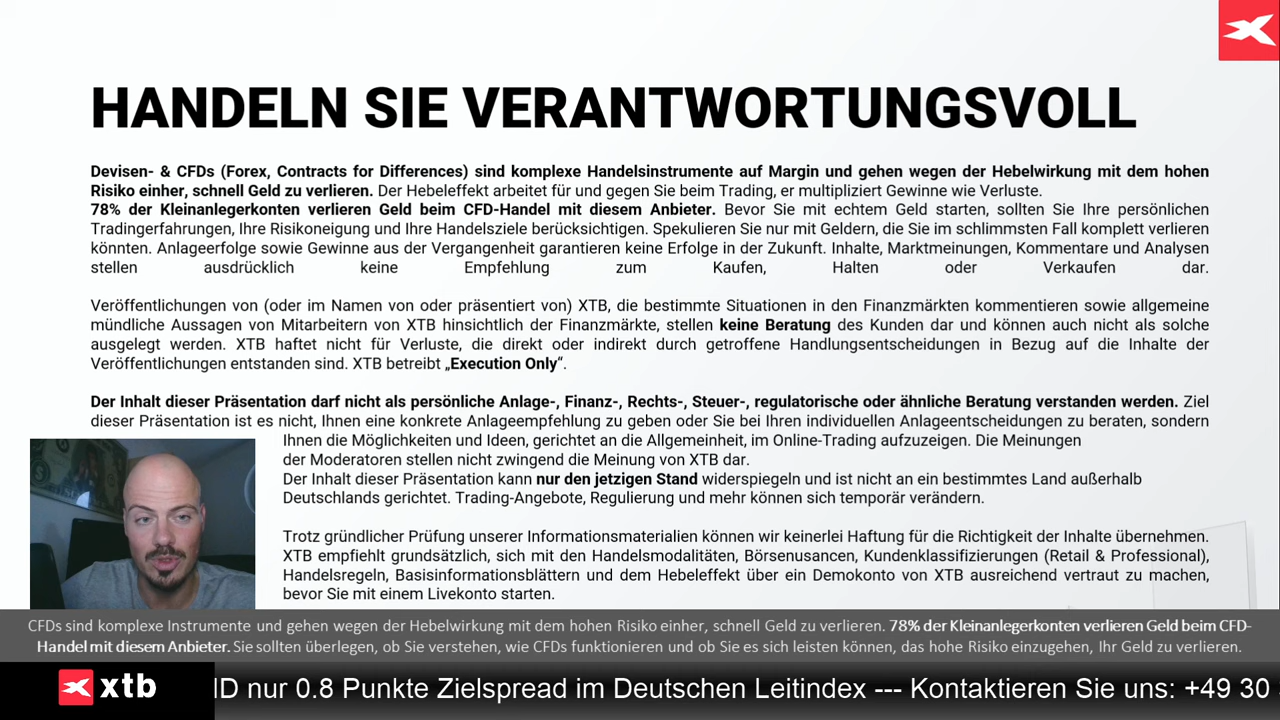 HANDELN SIE VERANTWORTUNGSVOLL
Devisen- & CFDs (Forex, Contracts for Differences) sind komplexe Handelsinstrumente auf Margin und gehen wegen der Hebelwirkung mit dem hohen
Risiko einher, schnell Geld zu verlieren. Der Hebeleffekt arbeitet für und gegen Sie beim Trading, er multipliziert Gewinne wie Verluste.
78% der Kleinanlegerkonten verlieren Geld beim CFD-Handel mit diesem Anbieter. Bevor Sie mit echtem Geld starten, sollten Sie Ihre persönlichen
Tradingerfahrungen, Ihre Risikoneigung und Ihre Handelsziele berücksichtigen. Spekulieren Sie nur mit Geldern, die Sie im schlimmsten Fall komplett verlieren
könnten. Anlageerfolge sowie Gewinne aus der Vergangenheit garantieren keine Erfolge in der Zukunft. Inhalte, Marktmeinungen, Kommentare und Analysen
stellen ausdrücklich keine Empfehlung zum Kaufen, Halten oder Verkaufen dar.
Veröffentlichungen von (oder im Namen von oder präsentiert von) XTB, die bestimmte Situationen in den Finanzmärkten kommentieren sowie allgemeine
mündliche Aussagen von Mitarbeitern von XTB hinsichtlich der Finanzmärkte, stellen keine Beratung des Kunden dar und können auch nicht als solche
ausgelegt werden. XTB haftet nicht für Verluste, die direkt oder indirekt durch getroffene Handlungsentscheidungen in Bezug auf die Inhalte der
Veröffentlichungen entstanden sind. XTB betreibt „Execution Only“.
Der Inhalt dieser Präsentation darf nicht als persönliche Anlage-, Finanz-, Rechts-, Steuer-, regulatorische oder ähnliche Beratung verstanden werden. Ziel
dieser Präsentation ist es nicht, Ihnen eine konkrete Anlageempfehlung zu geben oder Sie bei Ihren individuellen Anlageentscheidungen zu beraten, sondern
Ihnen die Möglichkeiten und Ideen, gerichtet an die Allgemeinheit, im Online-Trading aufzuzeigen. Die Meinungen
der Moderatoren stellen nicht zwingend die Meinung von XTB dar.
Der Inhalt dieser Präsentation kann nur den jetzigen Stand widerspiegeln und ist nicht an ein bestimmtes Land außerhalb
Deutschlands gerichtet. Trading-Angebote, Regulierung und mehr können sich temporär verändern.
Trotz gründlicher Prüfung unserer Informationsmaterialien können wir keinerlei Haftung für die Richtigkeit der Inhalte übernehmen.
XTB empfiehlt grundsätzlich, sich mit den Handelsmodalitäten, Börsenusancen, Kundenklassifizierungen (Retail & Professional),
Handelsregeln, Basisinformationsblättern und dem Hebeleffekt über ein Demokonto von XTB ausreichend vertraut zu machen,
bevor Sie mit einem Livekonto starten.
CFDs sind komplexe Instrumente und gehen wegen der Hebelwirkung mit dem hohen Risiko einher, schnell Geld zu verlieren. 78% der Kleinanlegerkonten verlieren Geld beim CFD-
Handel mit diesem Anbieter. Sie sollten überlegen, ob Sie verstehen, wie CFDs funktionieren und ob Sie es sich leisten können, das hohe Risiko einzugehen, Ihr Geld zu verlieren.
xtb
nur 0.8 Punkte Zielspread im Deutschen Leitindex --- Kontaktieren Sie uns: +49 30